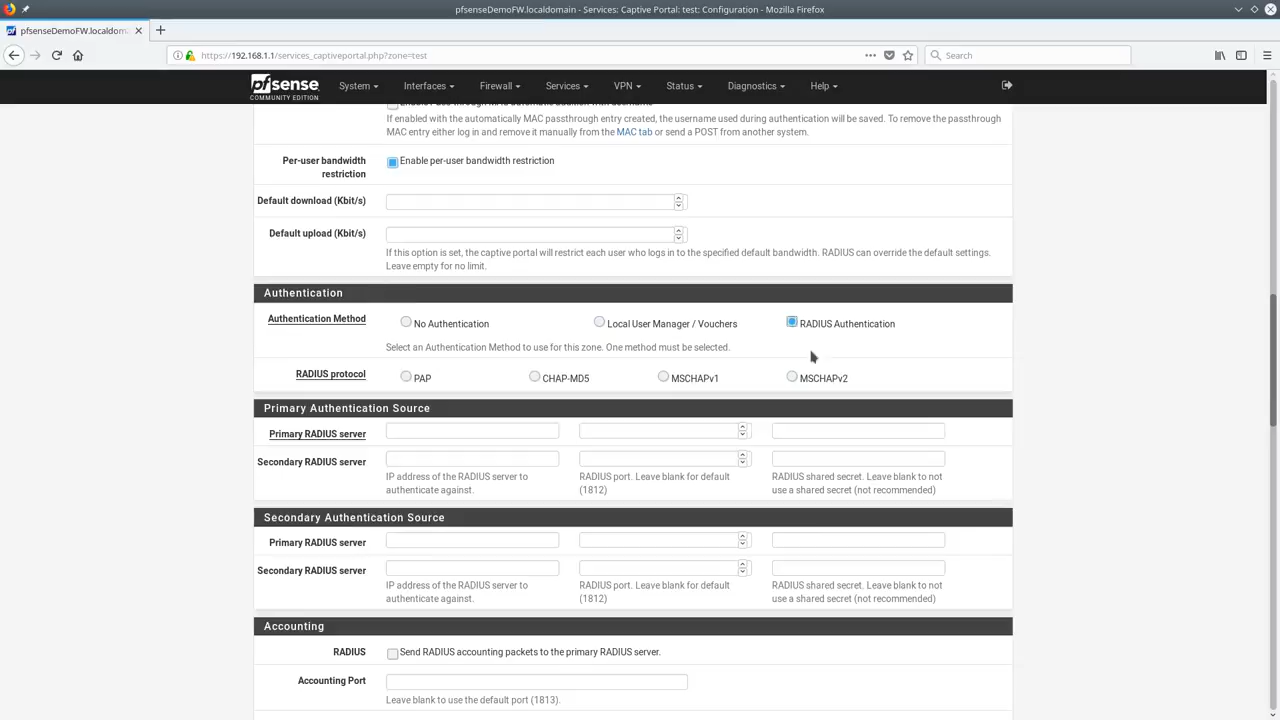 pfsenseDemoFW.localdomain - Services: Captive Portal: test: Configuration - Mozilla Firefox
pfsenseDemoFW.localdom
https://192.168.1.1/services_captiveportal.php?zone=test
Search
pfsense
COMMUNITY EDITION
System
Interfaces
Firewall
Services
VPN
Status
Diagnostics
Help
If enabled with the automatically MAC passthrough entry created, the username used during authentication will be saved. To remove the passthrough
MAC entry either log in and remove it manually from the MAC tab or send a POST from another system.
Per-user bandwidth
restriction
Enable per-user bandwidth restriction
Default download (Kbit/s)
Default upload (Kbit/s)
If this option is set, the captive portal will restrict each user who logs in to the specified default bandwidth. RADIUS can override the default settings.
Leave empty for no limit.
Authentication
Authentication Method
No Authentication
Local User Manager / Vouchers
RADIUS Authentication
Select an Authentication Method to use for this zone. One method must be selected.
RADIUS protocol
PAP
CHAP-MD5
MSCHAPv1
MSCHAPv2
Primary Authentication Source
Primary RADIUS server
Secondary RADIUS server
IP address of the RADIUS server to
authenticate against.
RADIUS port. Leave blank for default
(1812)
RADIUS shared secret. Leave blank to not
use a shared secret (not recommended)
Secondary Authentication Source
Primary RADIUS server
Secondary RADIUS server
IP address of the RADIUS server to
authenticate against.
RADIUS port. Leave blank for default
(1812)
RADIUS shared secret. Leave blank to not
use a shared secret (not recommended)
Accounting
RADIUS
Send RADIUS accounting packets to the primary RADIUS server.
Accounting Port
Leave blank to use the default port (1813).